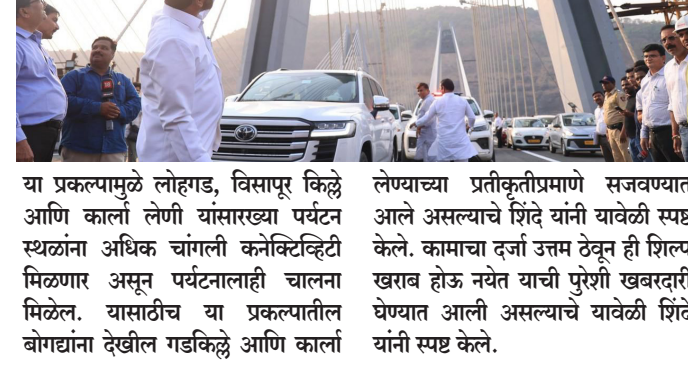 या प्रकल्पामुळे लोहगड, विसापूर किल्ले
आणि कार्ला लेणी यांसारख्या पर्यटन
स्थळांना अधिक चांगली कनेक्टिव्हिटी
मिळणार असून पर्यटनालाही चालना
मिळेल. यासाठीच या प्रकल्पातील
बोगद्यांना देखील गडकिल्ले आणि कार्ला
लेण्याच्या प्रतीकृतीप्रमाणे सजवण्यात
आले असल्याचे शिंदे यांनी यावेळी स्पष्ट
केले. कामाचा दर्जा उत्तम ठेवून ही शिल्प
खराब होऊ नयेत याची पुरेशी खबरदारी
घेण्यात आली असल्याचे यावेळी शिंदे
यांनी स्पष्ट केले.